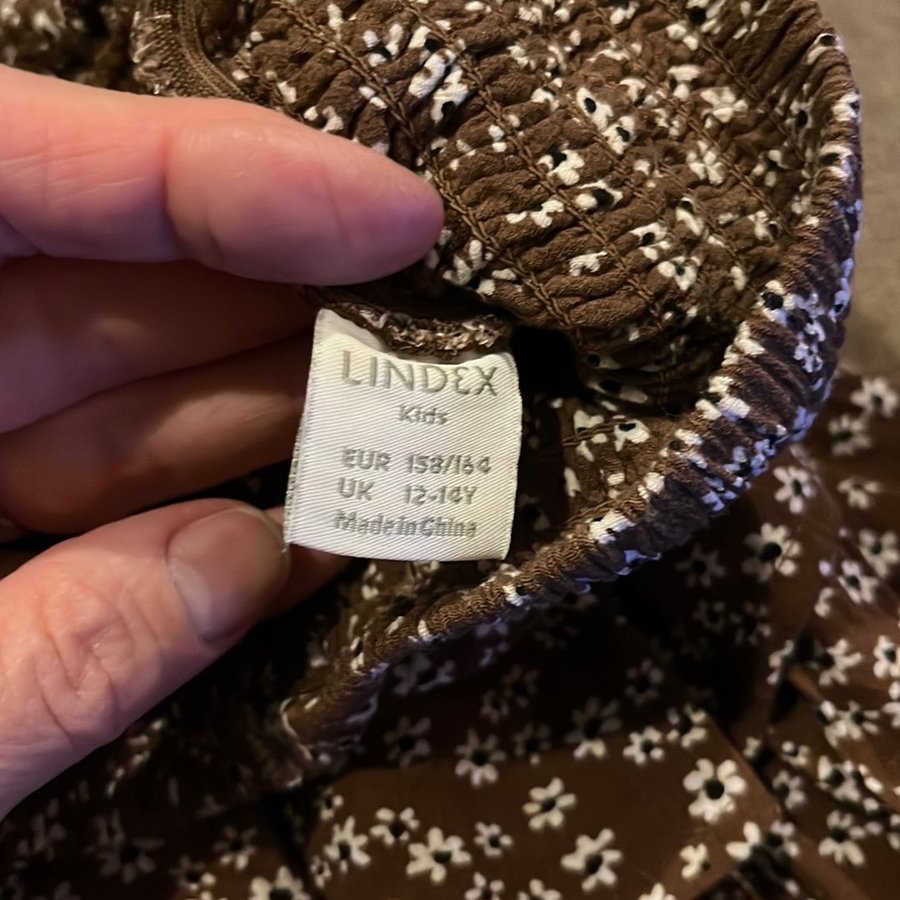 LINDEX
Kids
EUR 158/164
UK 12-14Y
Made in China